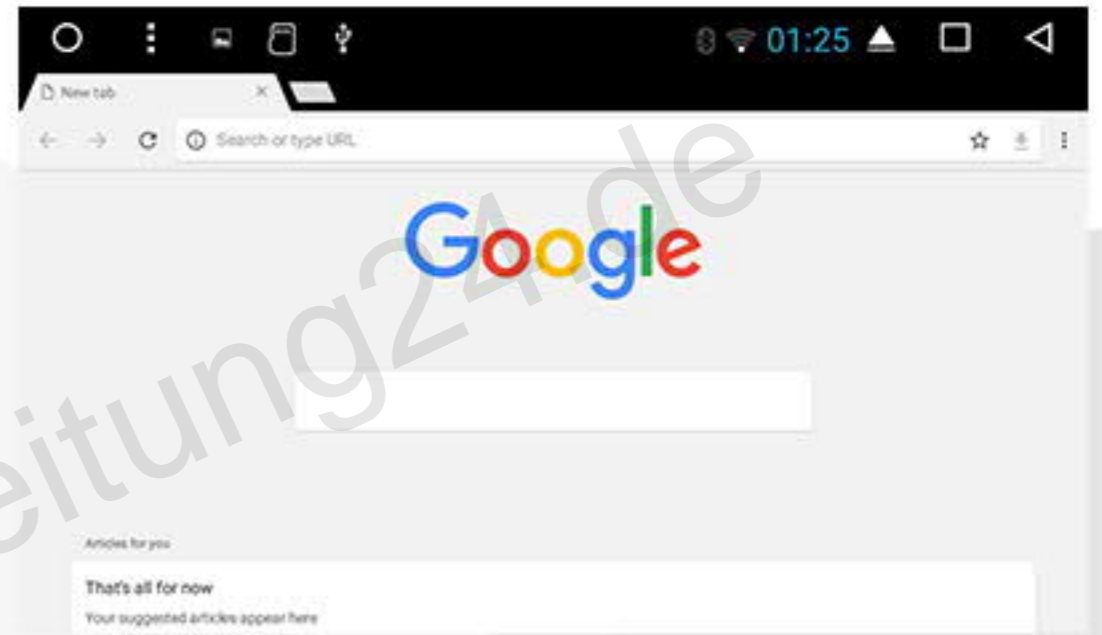 01:25
New tab
Search or type URL
Google
eitung24.de
Articles for you
That's all for now
Your suggested articles appear here